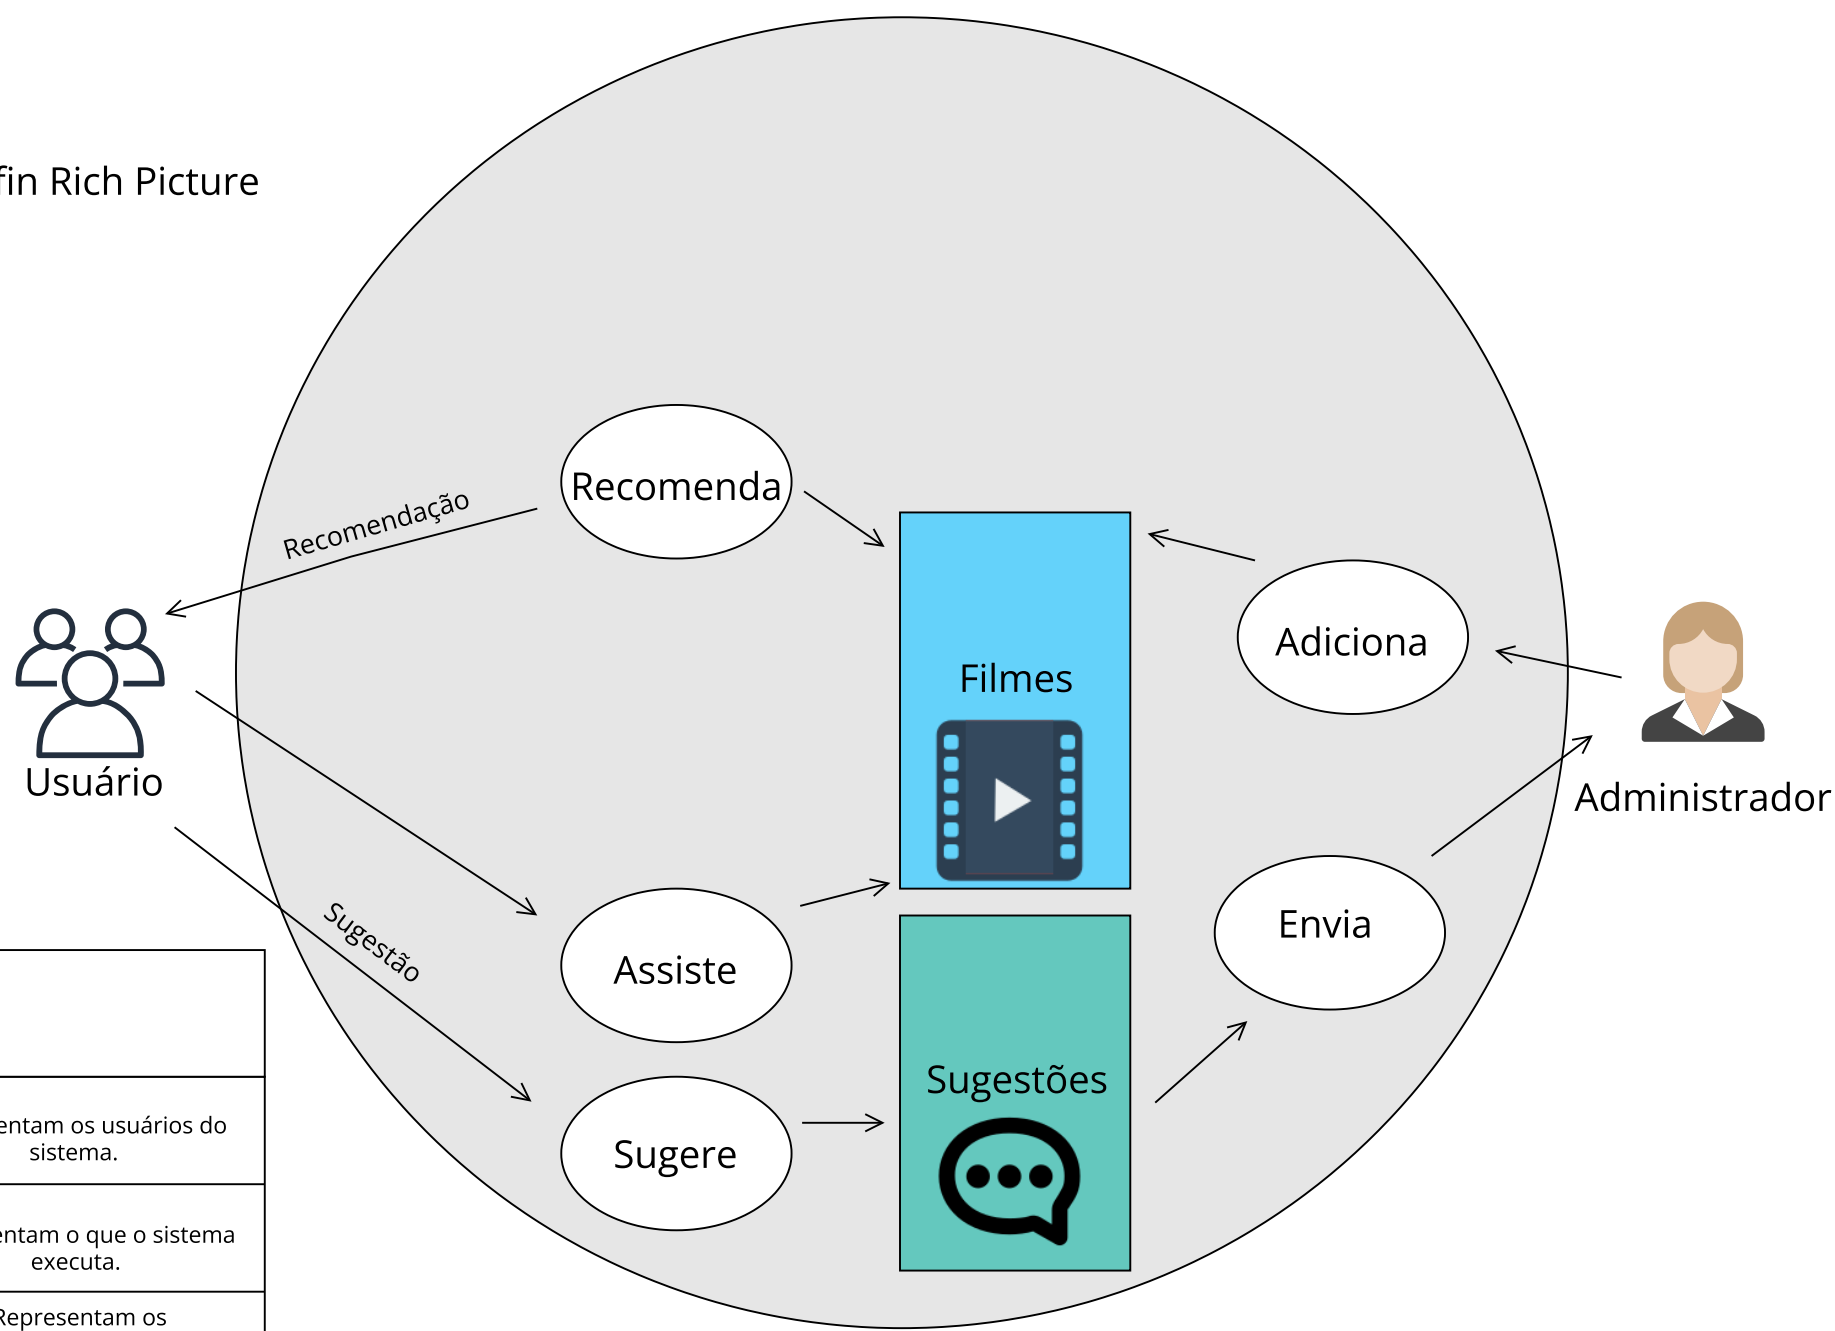 fin Rich Picture
Recomenda
Recomendação
Adiciona
Filmes
Usuário
Administrador
Sugestão
Assiste
Envia
Sugestões
Sugere
entam os usuários do
sistema.
entam o que o sistema
executa.
Representam os